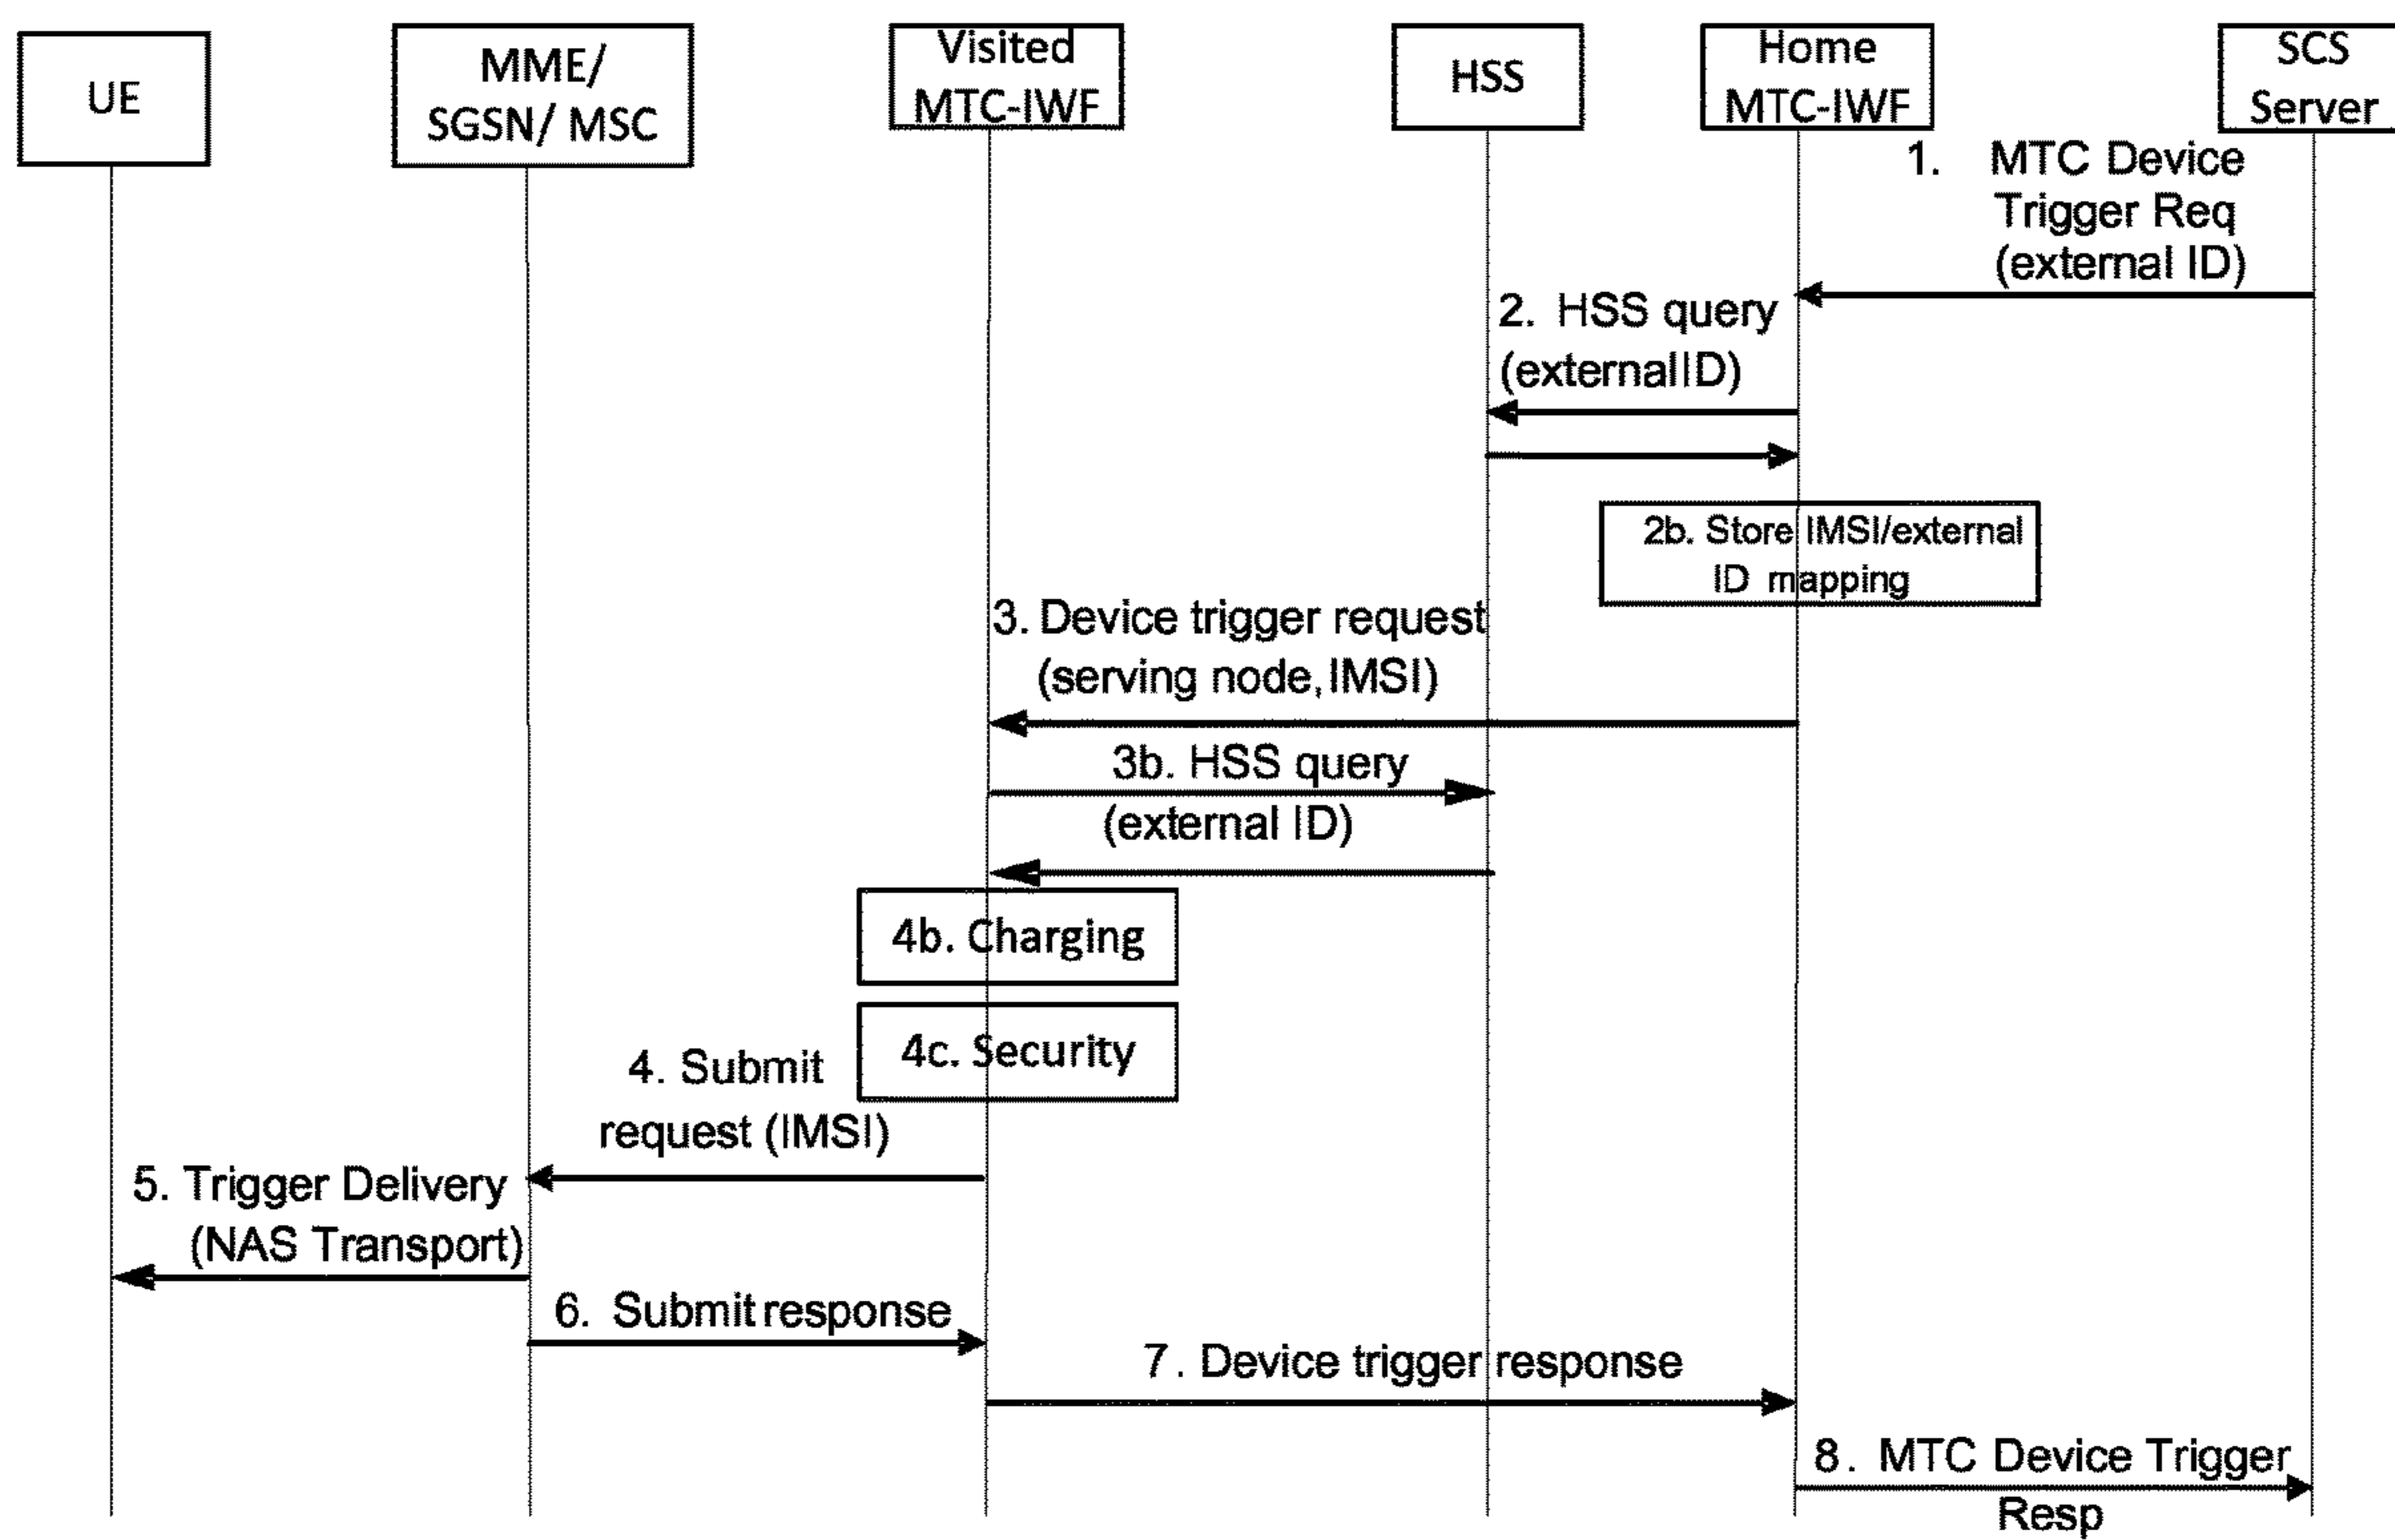 UE
MME/
SGSN/ MSC
Visited
MTC-IWF
HSS
Home
MTC-IWF
SCS
Server
1. MTC Device
Trigger Req
(external ID)
2. HSS query
(externalID)
2b. Store IMSI/external
ID mapping
3. Device trigger request
(serving node, IMSI)
3b. HSS query
(external ID)
4b. Charging
4c. Security
4. Submit
request (IMSI)
5. Trigger Delivery
(NAS Transport)
6. Submit response
7. Device trigger response
8. MTC Device Trigger
Resp